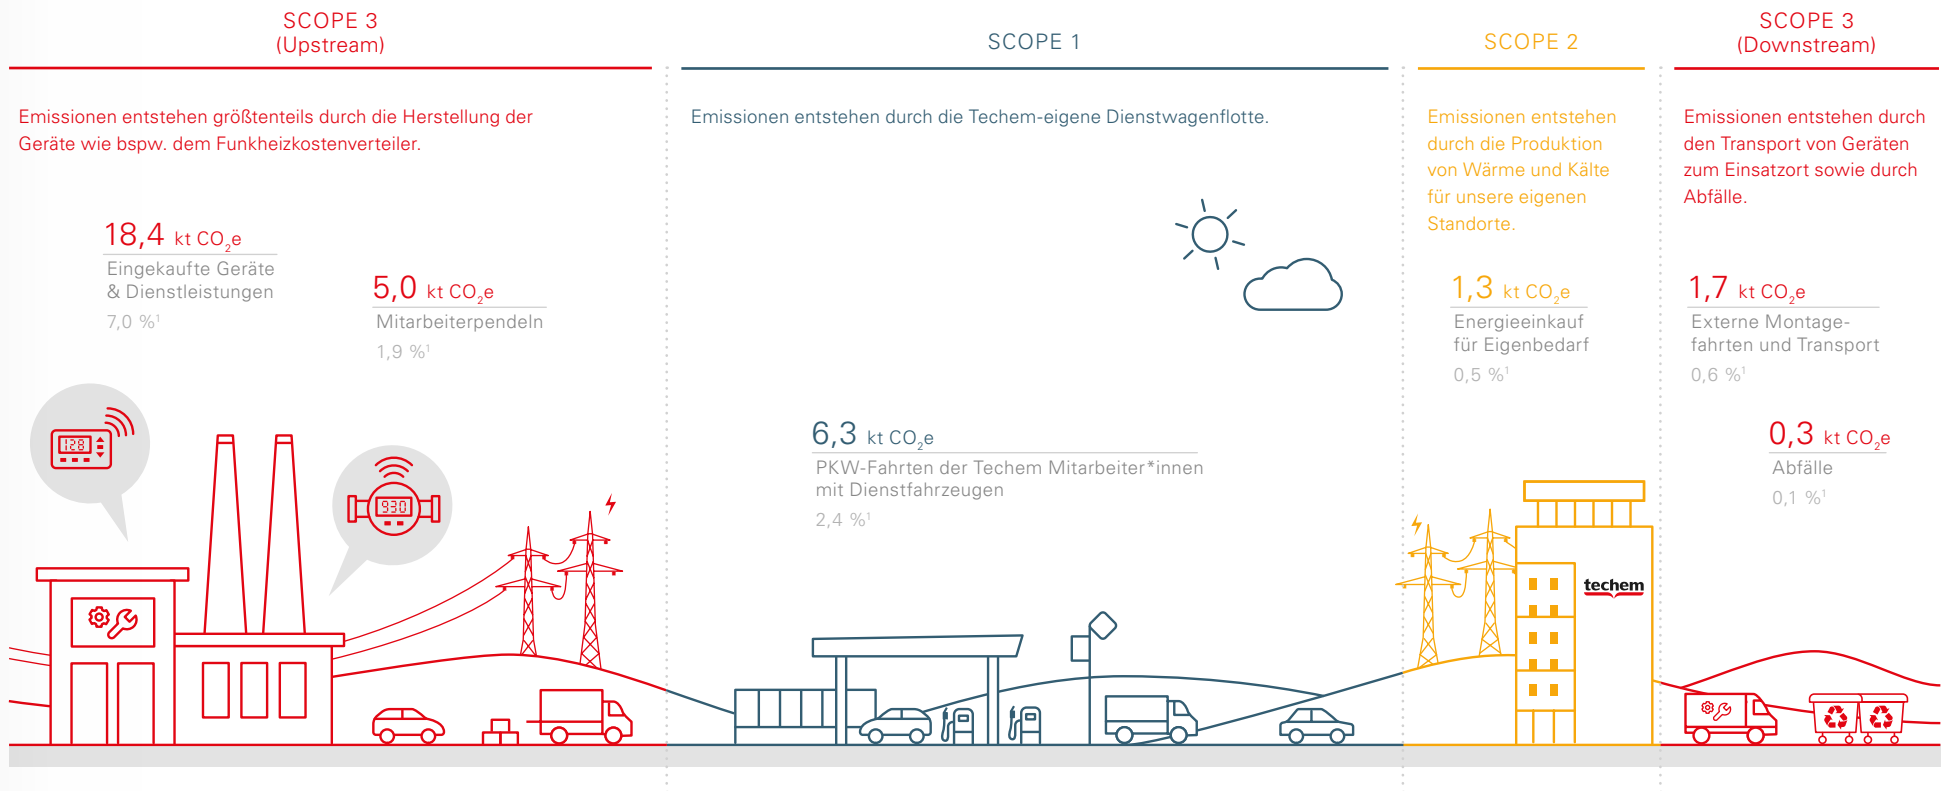 SCOPE 3
(Upstream)
Emissionen entstehen größtenteils durch die Herstellung der
Geräte wie bspw. dem Funkheizkostenverteiler.
18,4 kt CO₂e
Eingekaufte Geräte
& Dienstleistungen
7,0 %¹
5,0 kt CO₂e
Mitarbeiterpendeln
1,9 %¹
128
930
SCOPE 1
Emissionen entstehen durch die Techem-eigene Dienstwagenflotte.
6,3 kt CO₂e
PKW-Fahrten der Techem Mitarbeiter*innen
mit Dienstfahrzeugen
2,4 %¹
SCOPE 2
Emissionen entstehen
durch die Produktion
von Wärme und Kälte
für unsere eigenen
Standorte.
1,3 kt CO₂e
Energieeinkauf
für Eigenbedarf
0,5 %¹
techem
SCOPE 3
(Downstream)
Emissionen entstehen durch
den Transport von Geräten
zum Einsatzort sowie durch
Abfälle.
1,7 kt CO₂e
Externe Montage-
fahrten und Transport
0,6 %¹
0,3 kt CO₂e
Abfälle
0,1 %¹